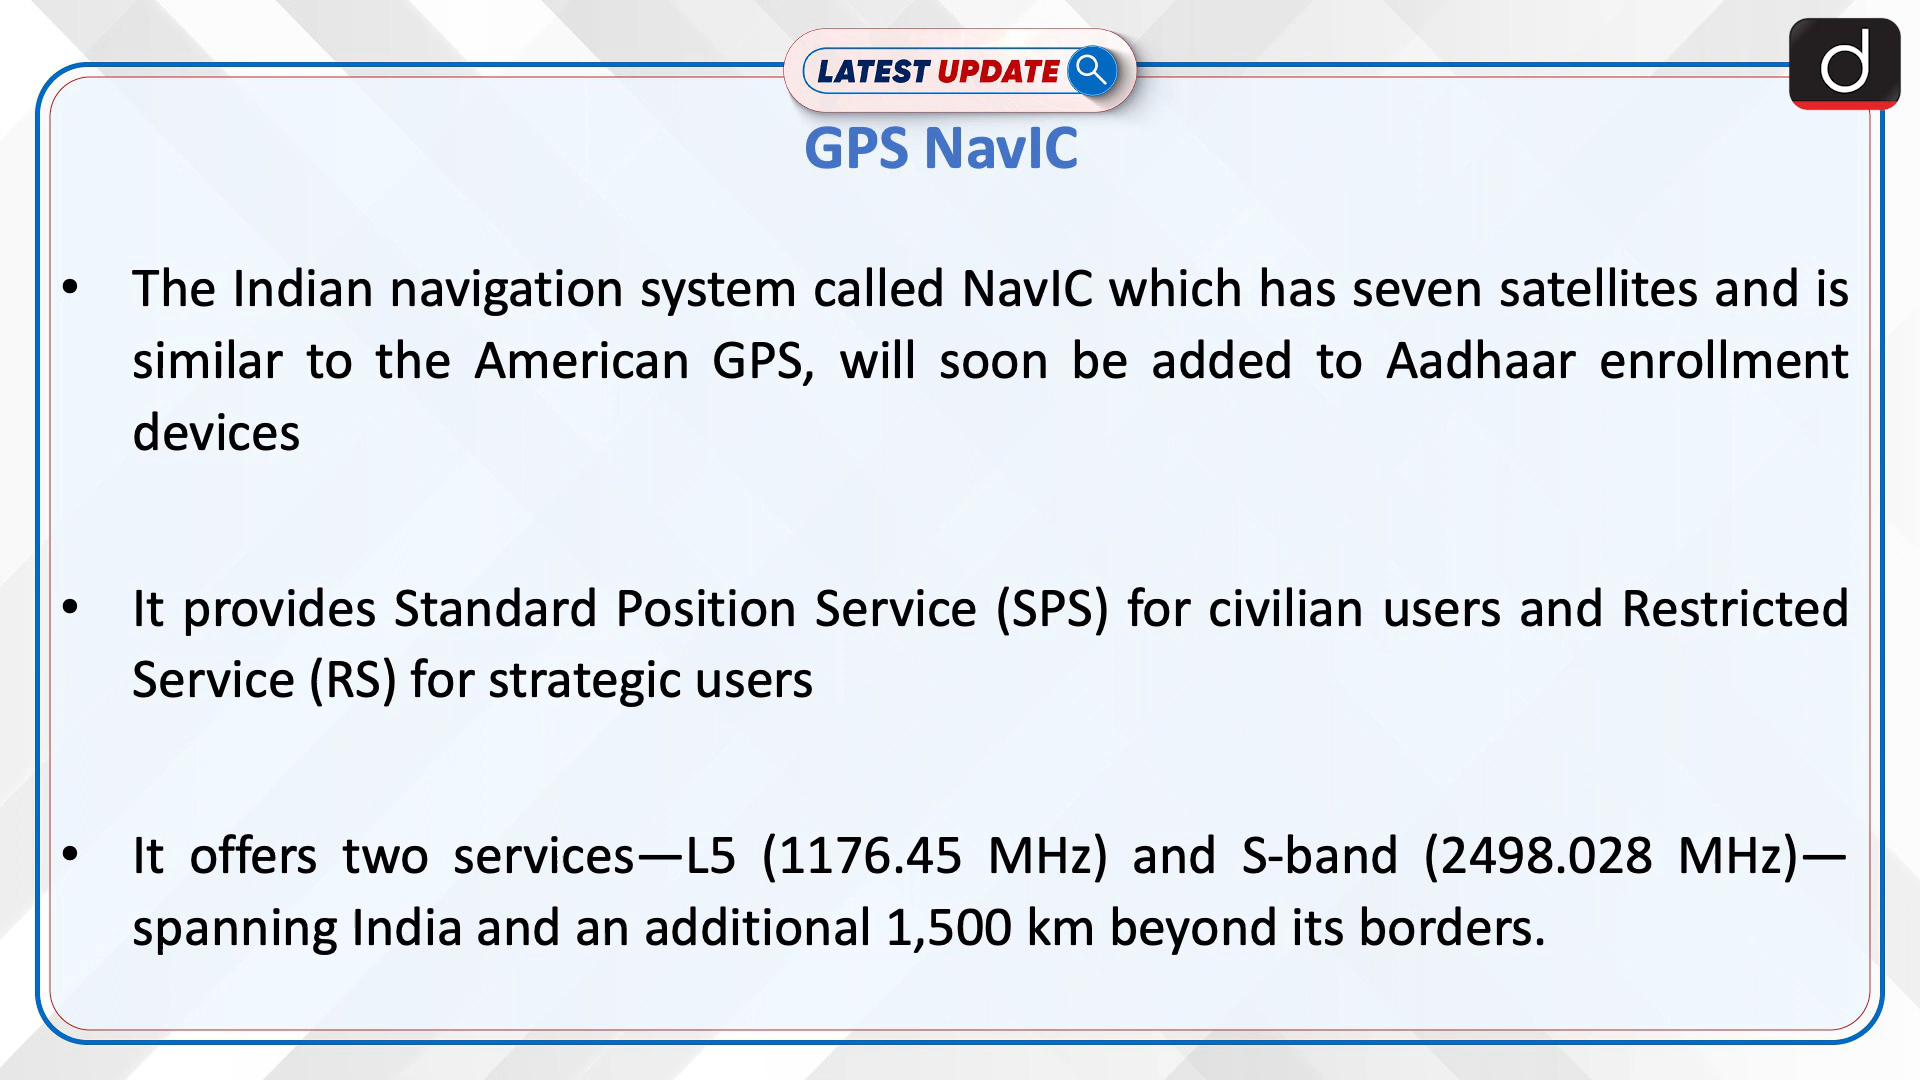 LATEST UPDATE
d
GPS NavIC
• The Indian navigation system called NavIC which has seven satellites and is
similar to the American GPS, will soon be added to Aadhaar enrollment
devices
• It provides Standard Position Service (SPS) for civilian users and Restricted
Service (RS) for strategic users
• It offers two services—L5 (1176.45 MHz) and S-band (2498.028 MHz)—
spanning India and an additional 1,500 km beyond its borders.